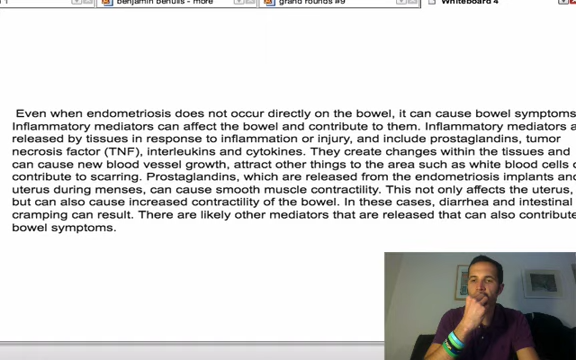 benjamin benulis - more
grand rounds #9
Whiteboard 4
Even when endometriosis does not occur directly on the bowel, it can cause bowel symptoms
Inflammatory mediators can affect the bowel and contribute to them. Inflammatory mediators a
released by tissues in response to inflammation or injury, and include prostaglandins, tumor
necrosis factor (TNF), interleukins and cytokines. They create changes within the tissues and
can cause new blood vessel growth, attract other things to the area such as white blood cells
contribute to scarring. Prostaglandins, which are released from the endometriosis implants and
uterus during menses, can cause smooth muscle contractility. This not only affects the uterus,
but can also cause increased contractility of the bowel. In these cases, diarrhea and intestinal
cramping can result. There are likely other mediators that are released that can also contribute
bowel symptoms.